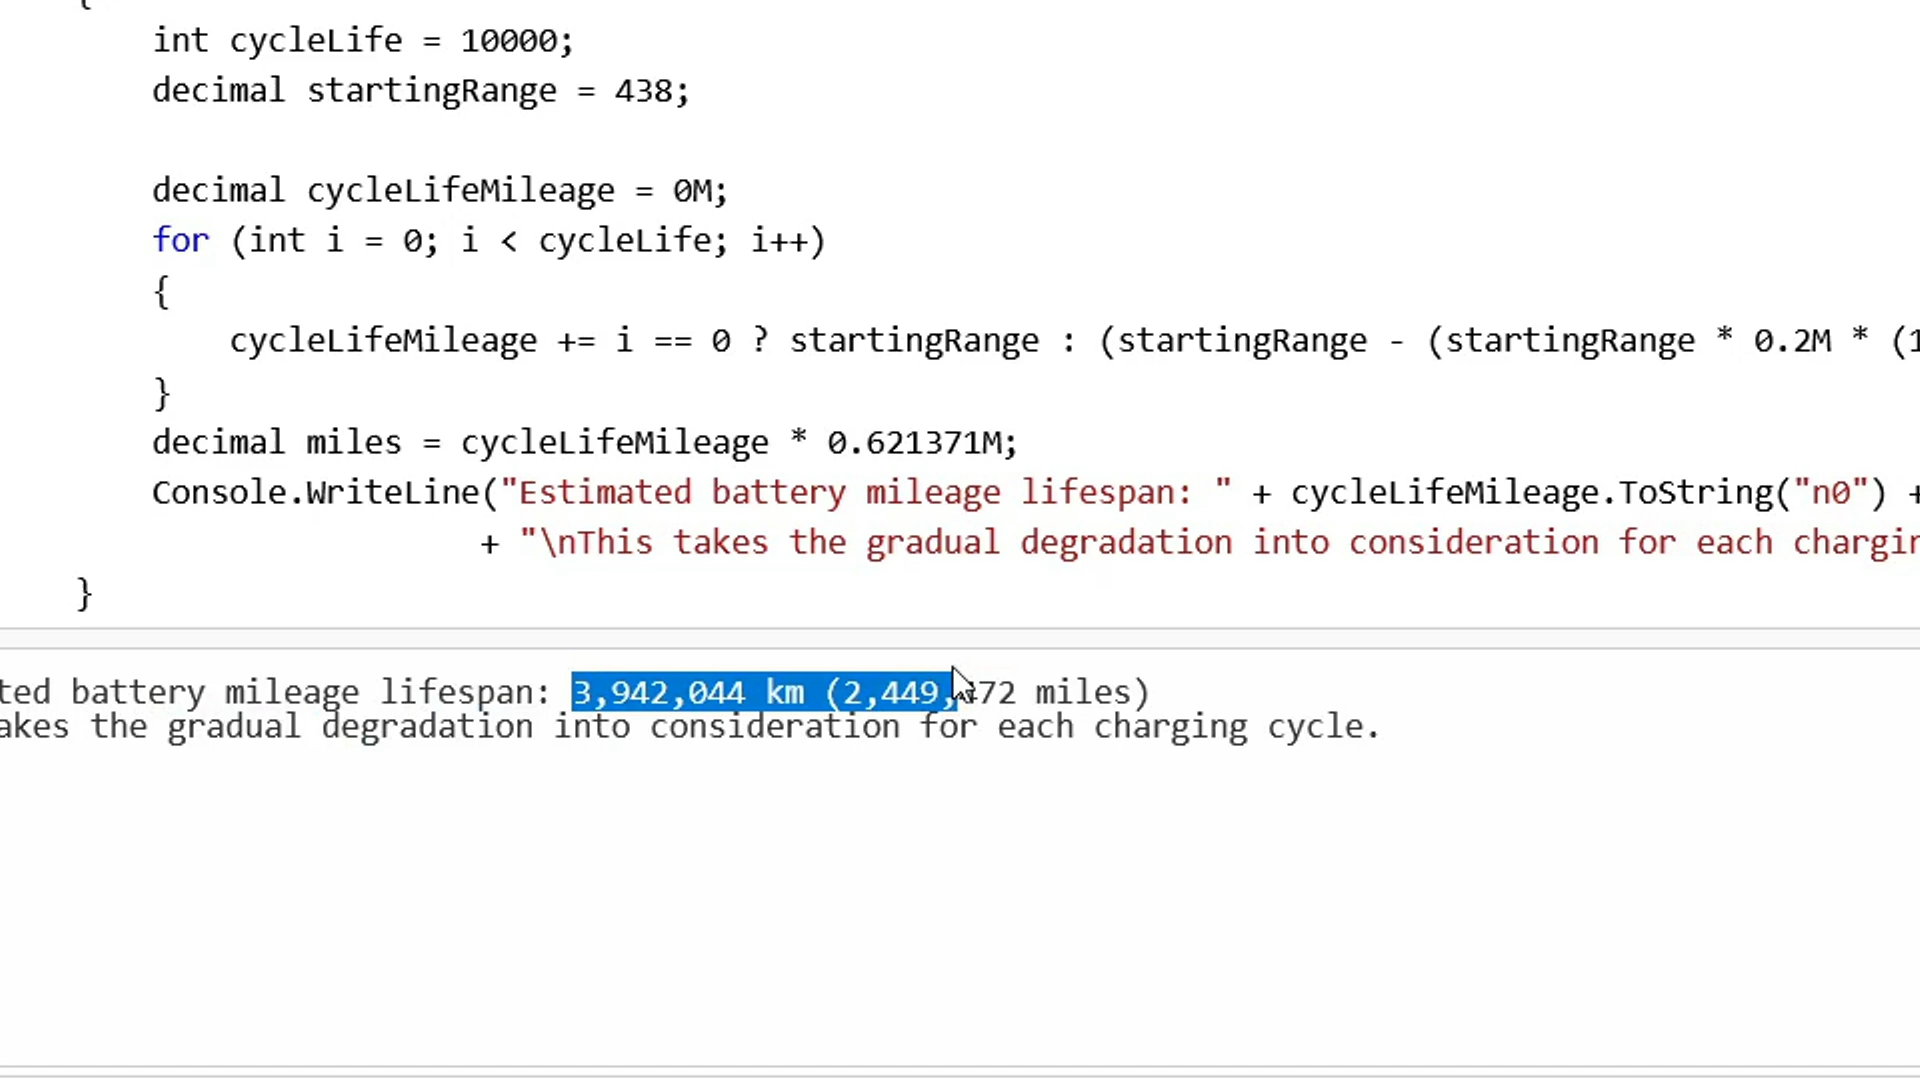 {
int cycleLife = 10000;
decimal startingRange = 438;
decimal cycleLifeMileage = 0M;
for (int i = 0; i < cycleLife; i++)
{
cycleLifeMileage += i == 0 ? startingRange : (startingRange - (startingRange * 0.2M * (1
}
decimal miles = cycleLifeMileage * 0.621371M;
Console.WriteLine("Estimated battery mileage lifespan: " + cycleLifeMileage.ToString("n0") +
+ "\nThis takes the gradual degradation into consideration for each chargin
}
ted battery mileage lifespan: 3,942,044 km (2,449,472 miles)
akes the gradual degradation into consideration for each charging cycle.